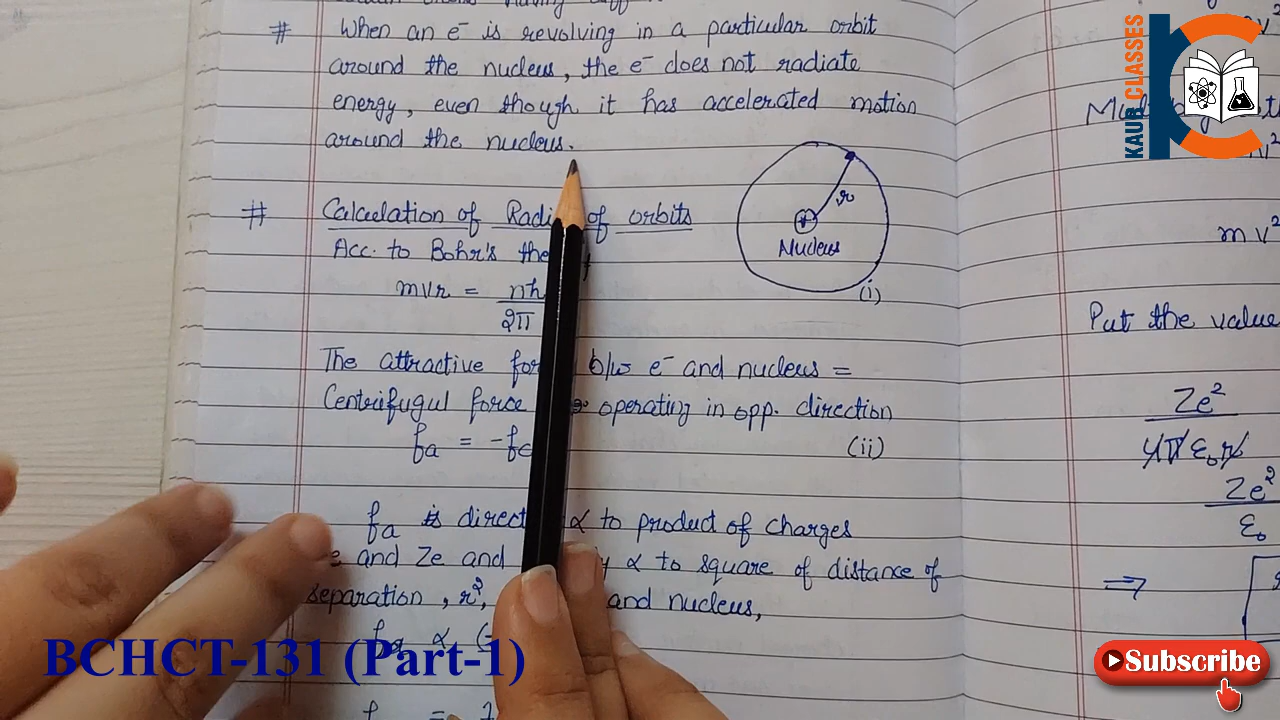 # When an e⁻ is revolving in a particular orbit
around the nucleus, the e⁻ does not radiate
energy, even though it has accelerated motion
around the nucleus.
# Calculation of Radi of orbits
Acc. to Bohr's the
mvr = nh
2π
r
+
Nucleus
(i)
The attractive for b/w e⁻ and nucleus =
Centrifugul force operating in opp. direction
fa = -fc
(ii)
fa is direct α to product of charges
e and Ze and y α to square of distance of
separation, r², and nucleus,
fa α (
=
mv²
Put the value
Ze²
4π ε₀ r
Ze²
ε₀
⇒
KAUR CLASSES
BCHCT-131 (Part-1)
Subscribe